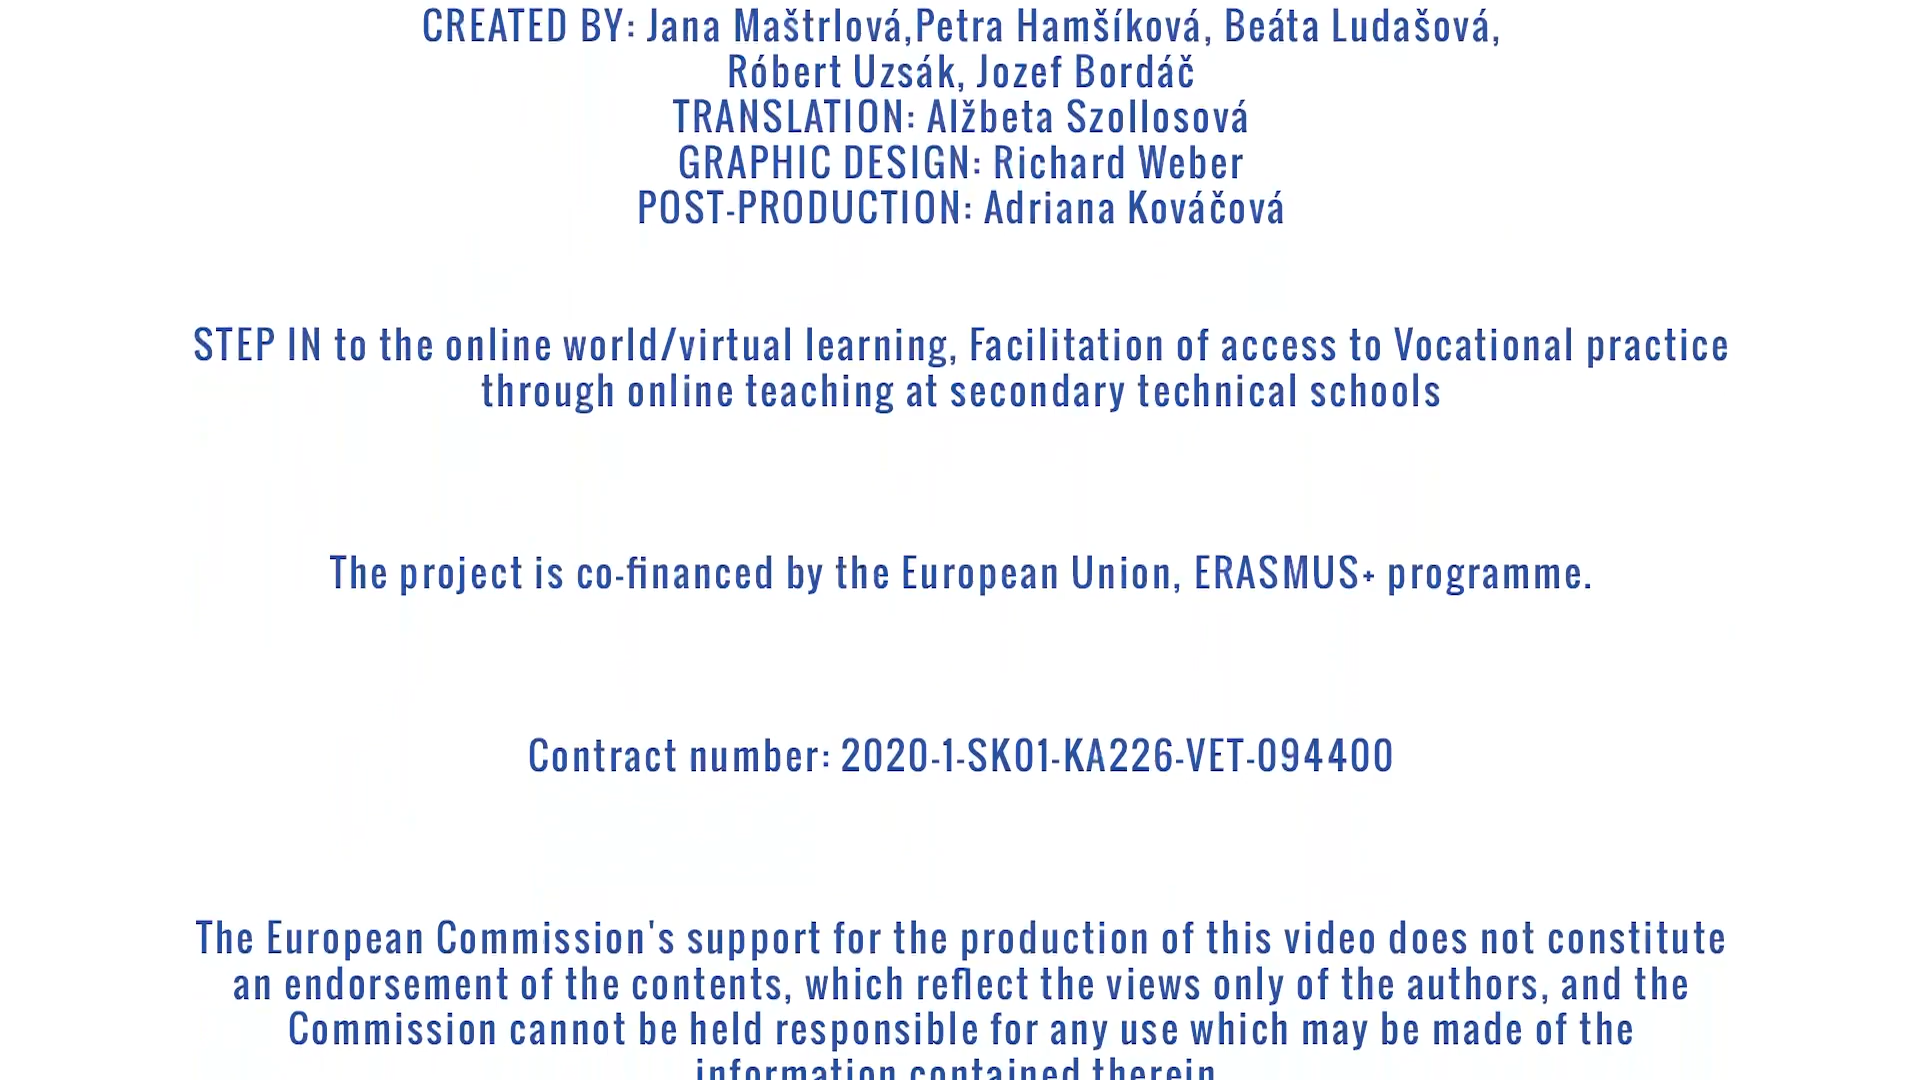 CREATED BY: Jana Maštrlová,Petra Hamšíková, Beáta Ludašová,
Róbert Uzsák, Jozef Bordáč
TRANSLATION: Alžbeta Szollosová
GRAPHIC DESIGN: Richard Weber
POST-PRODUCTION: Adriana Kováčová
STEP IN to the online world/virtual learning, Facilitation of access to Vocational practice
through online teaching at secondary technical schools
The project is co-financed by the European Union, ERASMUS+ programme.
Contract number: 2020-1-SK01-KA226-VET-094400
The European Commission's support for the production of this video does not constitute
an endorsement of the contents, which reflect the views only of the authors, and the
Commission cannot be held responsible for any use which may be made of the
information contained therein